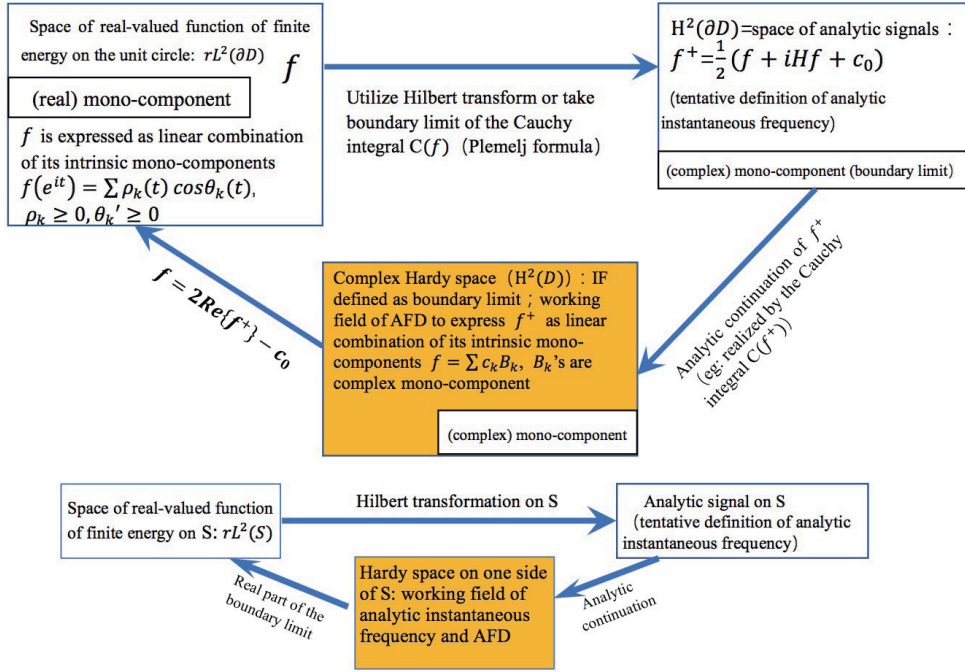 Space of real-valued function of finite
energy on the unit circle: rL²(∂D)
f
(real) mono-component
f is expressed as linear combination
of its intrinsic mono-components
f(e^{it}) = ∑ ρ_k(t) cosθ_k(t),
ρ_k ≥ 0, θ_k′ ≥ 0
Utilize Hilbert transform or take
boundary limit of the Cauchy
integral C(f) (Plemelj formula)
H²(∂D)=space of analytic signals :
f⁺=½(f + iHf + c₀)
(tentative definition of analytic
instantaneous frequency)
(complex) mono-component (boundary limit)
Analytic continuation of f⁺
(eg: realized by the Cauchy
integral C(f⁺))
Complex Hardy space (H²(D)) : IF
defined as boundary limit ; working
field of AFD to express f⁺ as linear
combination of its intrinsic mono-
components f = ∑ c_k B_k, B_k's are
complex mono-component
(complex) mono-component
f = 2Re{f⁺} − c₀
Space of real-valued function
of finite energy on S: rL²(S)
Hilbert transformation on S
Analytic signal on S
(tentative definition of analytic
instantaneous frequency)
Analytic
continuation
Hardy space on one side
of S: working field of
analytic instantaneous
frequency and AFD
Real part of the
boundary limit